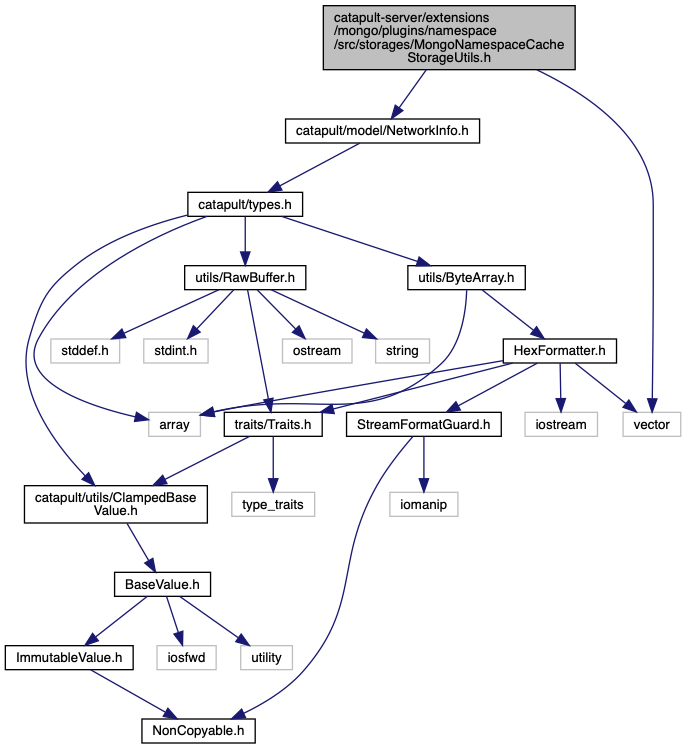 catapult-server/extensions
/mongo/plugins/namespace
/src/storages/MongoNamespaceCache
StorageUtils.h
catapult/model/NetworkInfo.h
catapult/types.h
utils/RawBuffer.h
utils/ByteArray.h
stddef.h
stdint.h
ostream
string
HexFormatter.h
array
traits/Traits.h
StreamFormatGuard.h
iostream
vector
catapult/utils/ClampedBase
Value.h
type_traits
iomanip
BaseValue.h
ImmutableValue.h
iosfwd
utility
NonCopyable.h